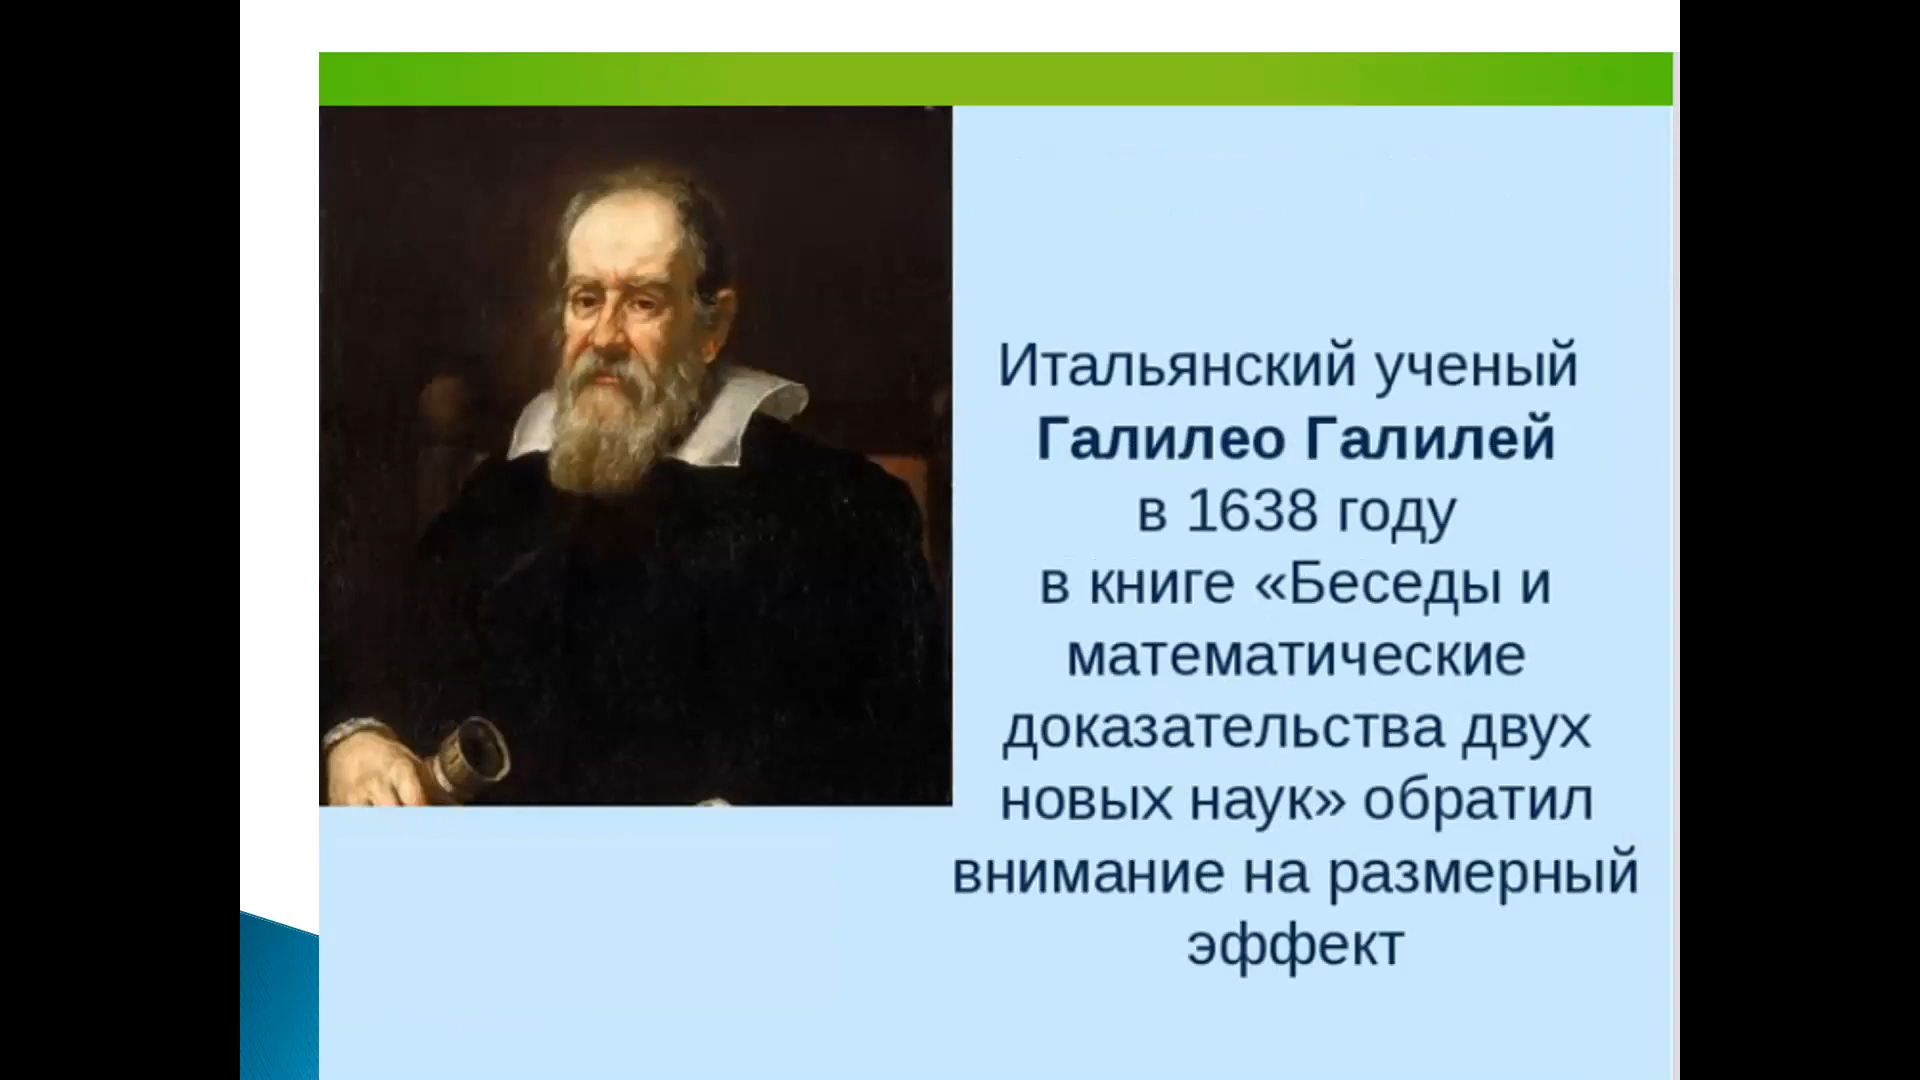 Итальянский ученый
Галилео Галилей
в 1638 году
в книге «Беседы и
математические
доказательства двух
новых наук» обратил
внимание на размерный
эффект